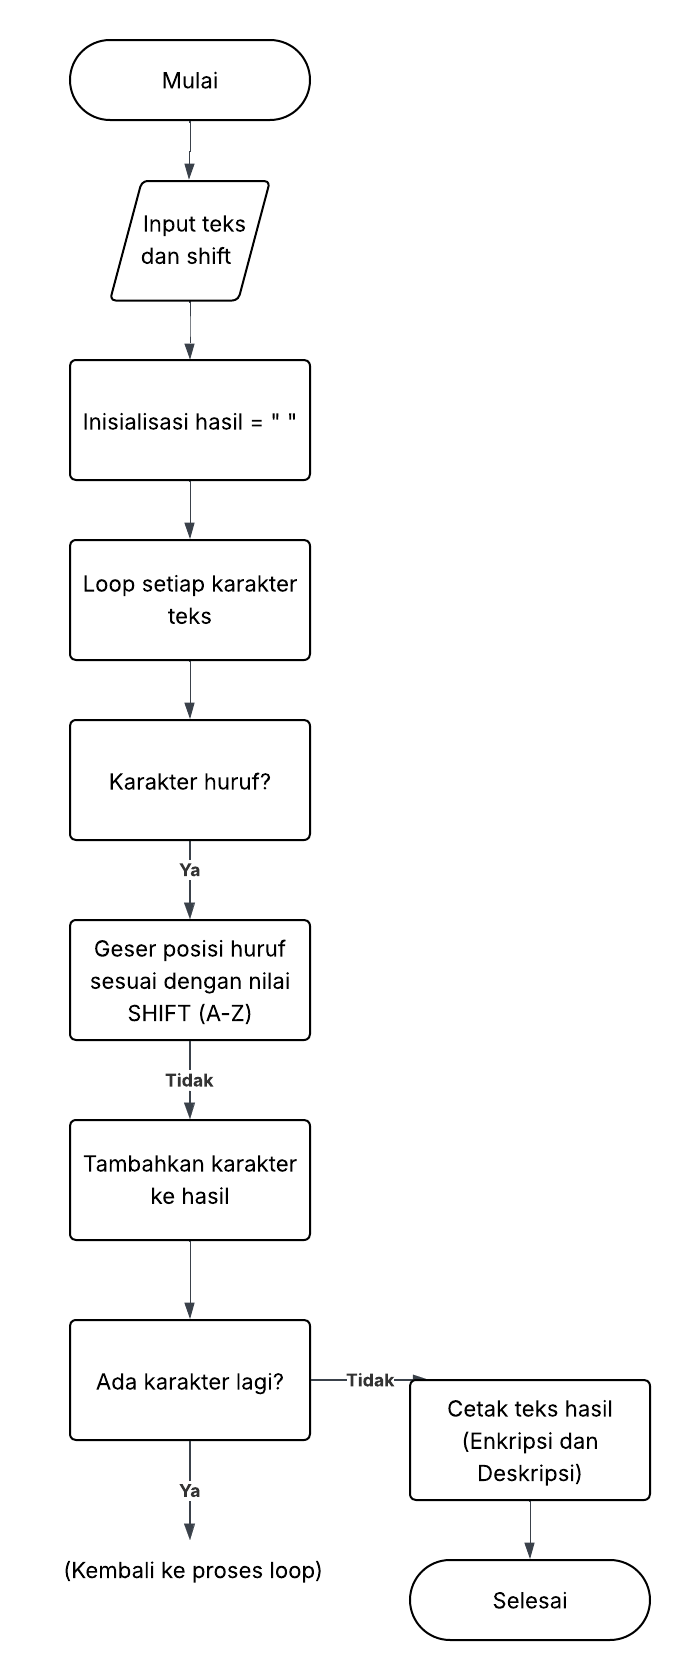 Mulai
Input teks
dan shift
Inisialisasi hasil = " "
Loop setiap karakter
teks
Karakter huruf?
Ya
Geser posisi huruf
sesuai dengan nilai
SHIFT (A-Z)
Tidak
Tambahkan karakter
ke hasil
Ada karakter lagi?
Tidak
Cetak teks hasil
(Enkripsi dan
Deskripsi)
Ya
(Kembali ke proses loop)
Selesai